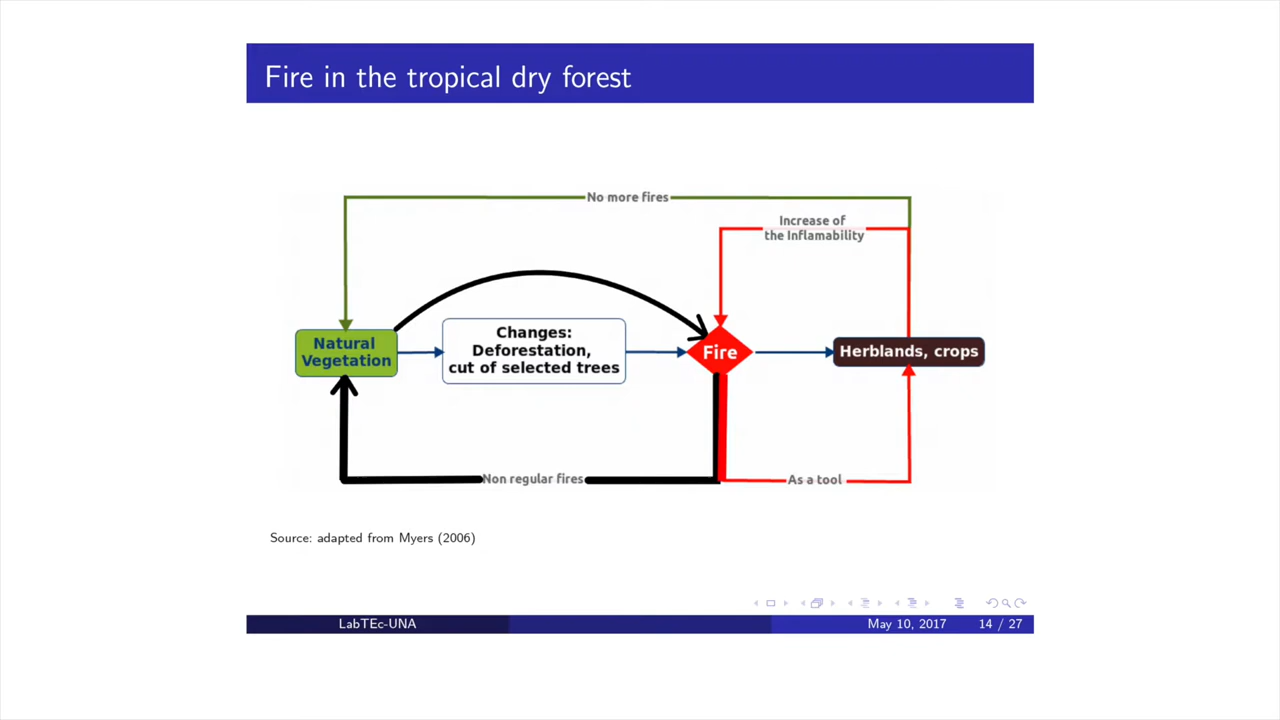 Fire in the tropical dry forest
No more fires
Increase of
the Inflamability
Natural
Vegetation
Changes:
Deforestation,
cut of selected trees
Fire
Herblands, crops
Non regular fires
As a tool
Source: adapted from Myers (2006)
LabTEc-UNA
May 10, 2017
14 / 27